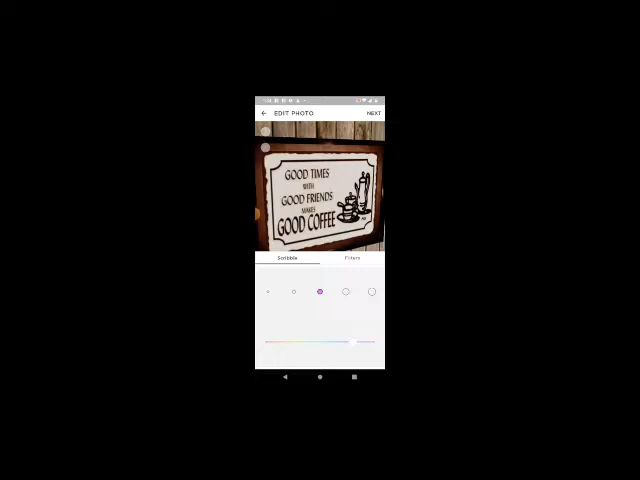 EDIT PHOTO
NEXT
GOOD TIMES
WITH
GOOD FRIENDS
MAKES
GOOD COFFEE
Scribble
Filters